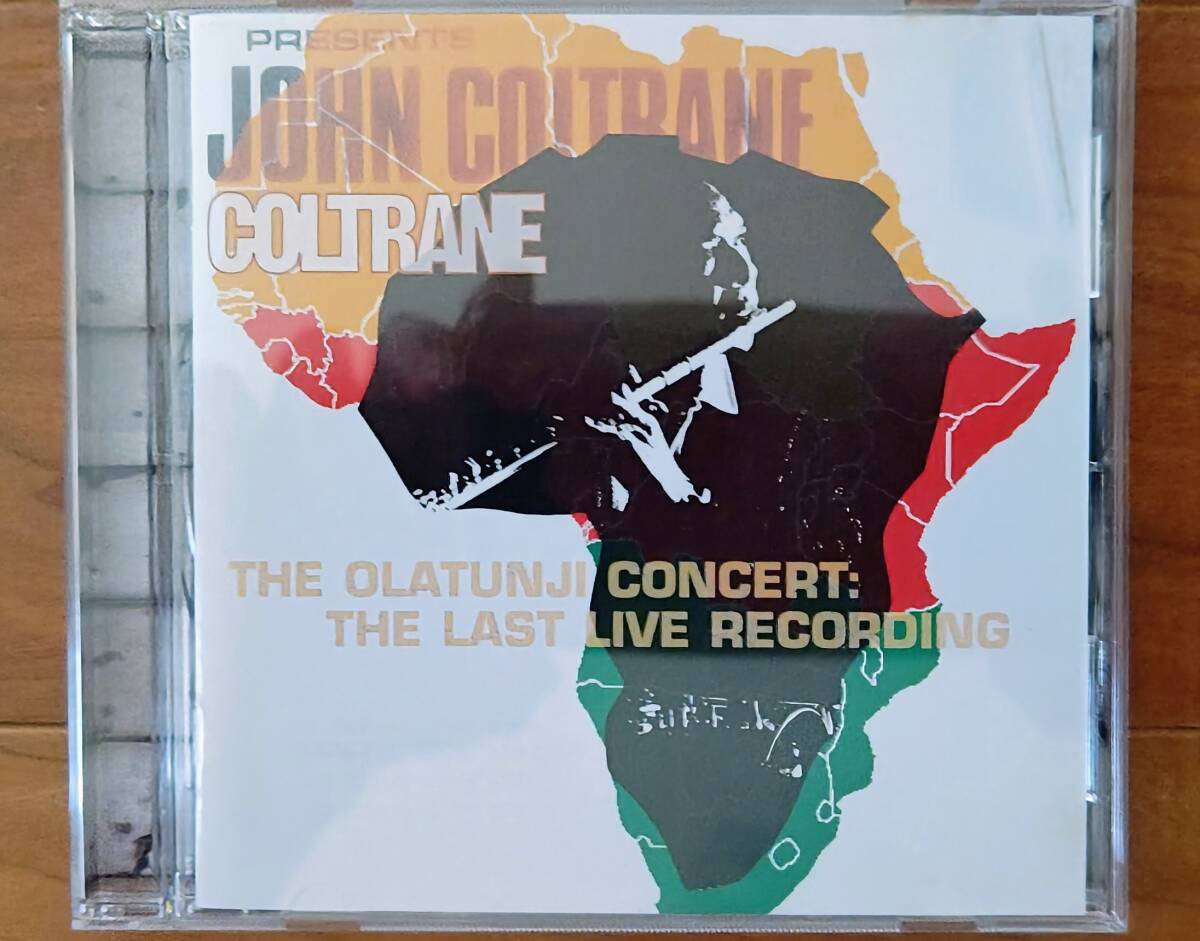 PRESENTS
JOHN COLTRANE
COLTRANE
THE OLATUNJI CONCERT:
THE LAST LIVE RECORDING